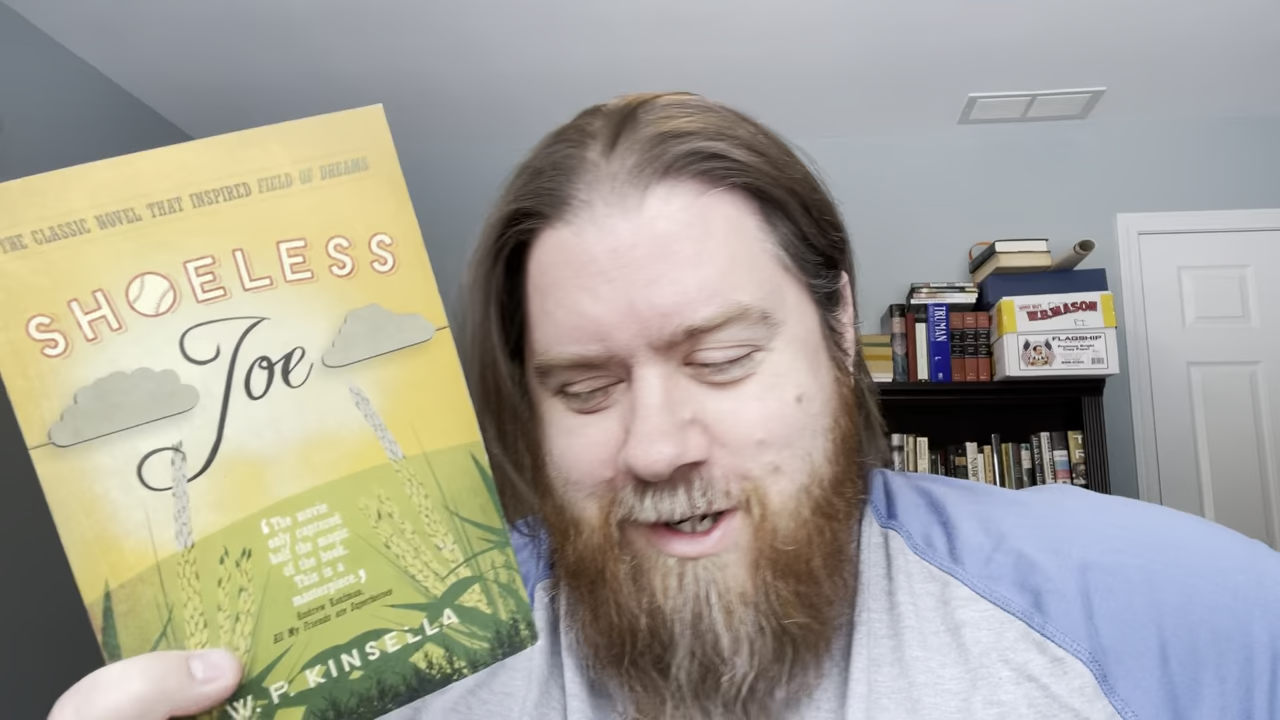 THE CLASSIC NOVEL THAT INSPIRED FIELD OF DREAMS
SHOELESS
Joe
‘The movie
only captured
half the magic
of the book.
This is a
masterpiece.’
Andrew Kaufman,
All My Friends are Superheroes
W. P. KINSELLA
TRUMAN
W.B. MASON
FLAGSHIP